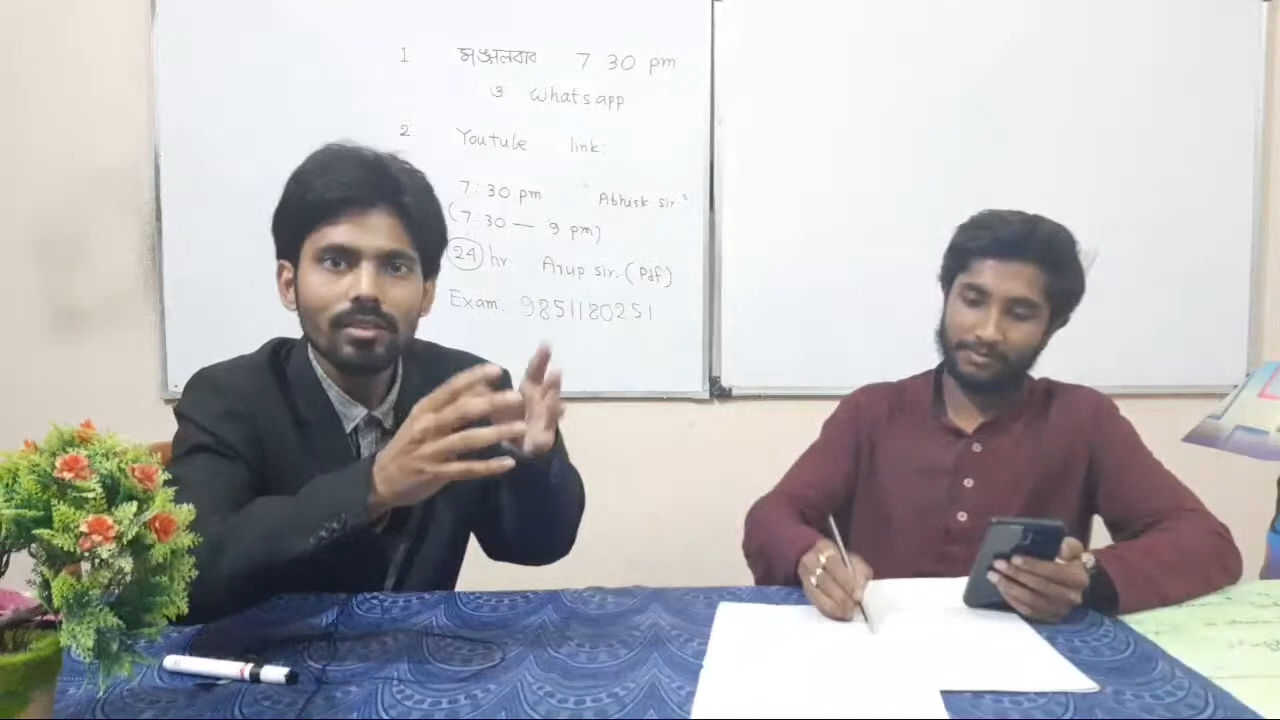 1. মঙ্গলবার 7 30 pm
ও Whatsapp
2. Youtube link:
7:30 pm "Abhisk sir"
(7:30 — 9 pm)
24 hr. Arup sir. (Pdf)
Exam: 9851180251